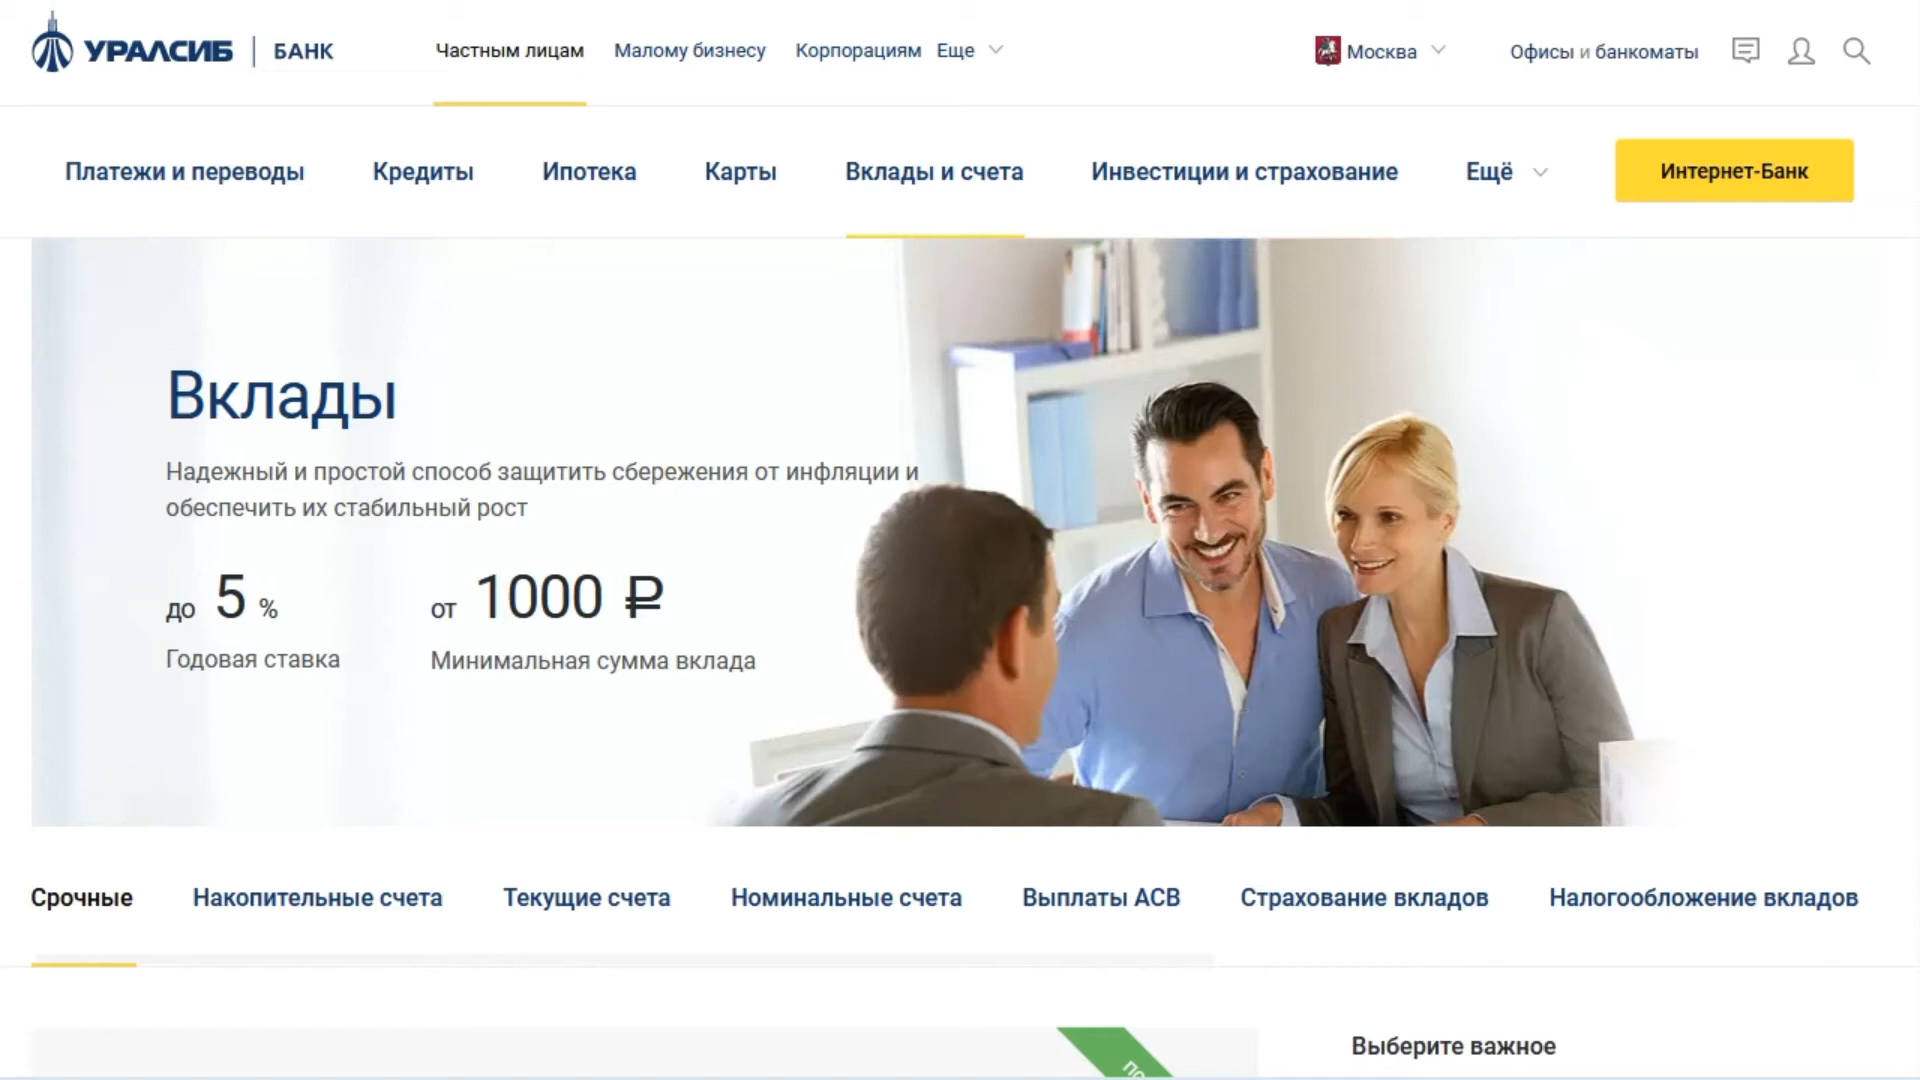 УРАЛСИБ | БАНК
Частным лицам Малому бизнесу Корпорациям Еще
Москва Офисы и банкоматы
Платежи и переводы Кредиты Ипотека Карты Вклады и счета Инвестиции и страхование Ещё Интернет-Банк
Вклады
Надежный и простой способ защитить сбережения от инфляции и
обеспечить их стабильный рост
до 5 % от 1000 ₽
Годовая ставка Минимальная сумма вклада
Срочные Накопительные счета Текущие счета Номинальные счета Выплаты АСВ Страхование вкладов Налогообложение вкладов
Выберите важное